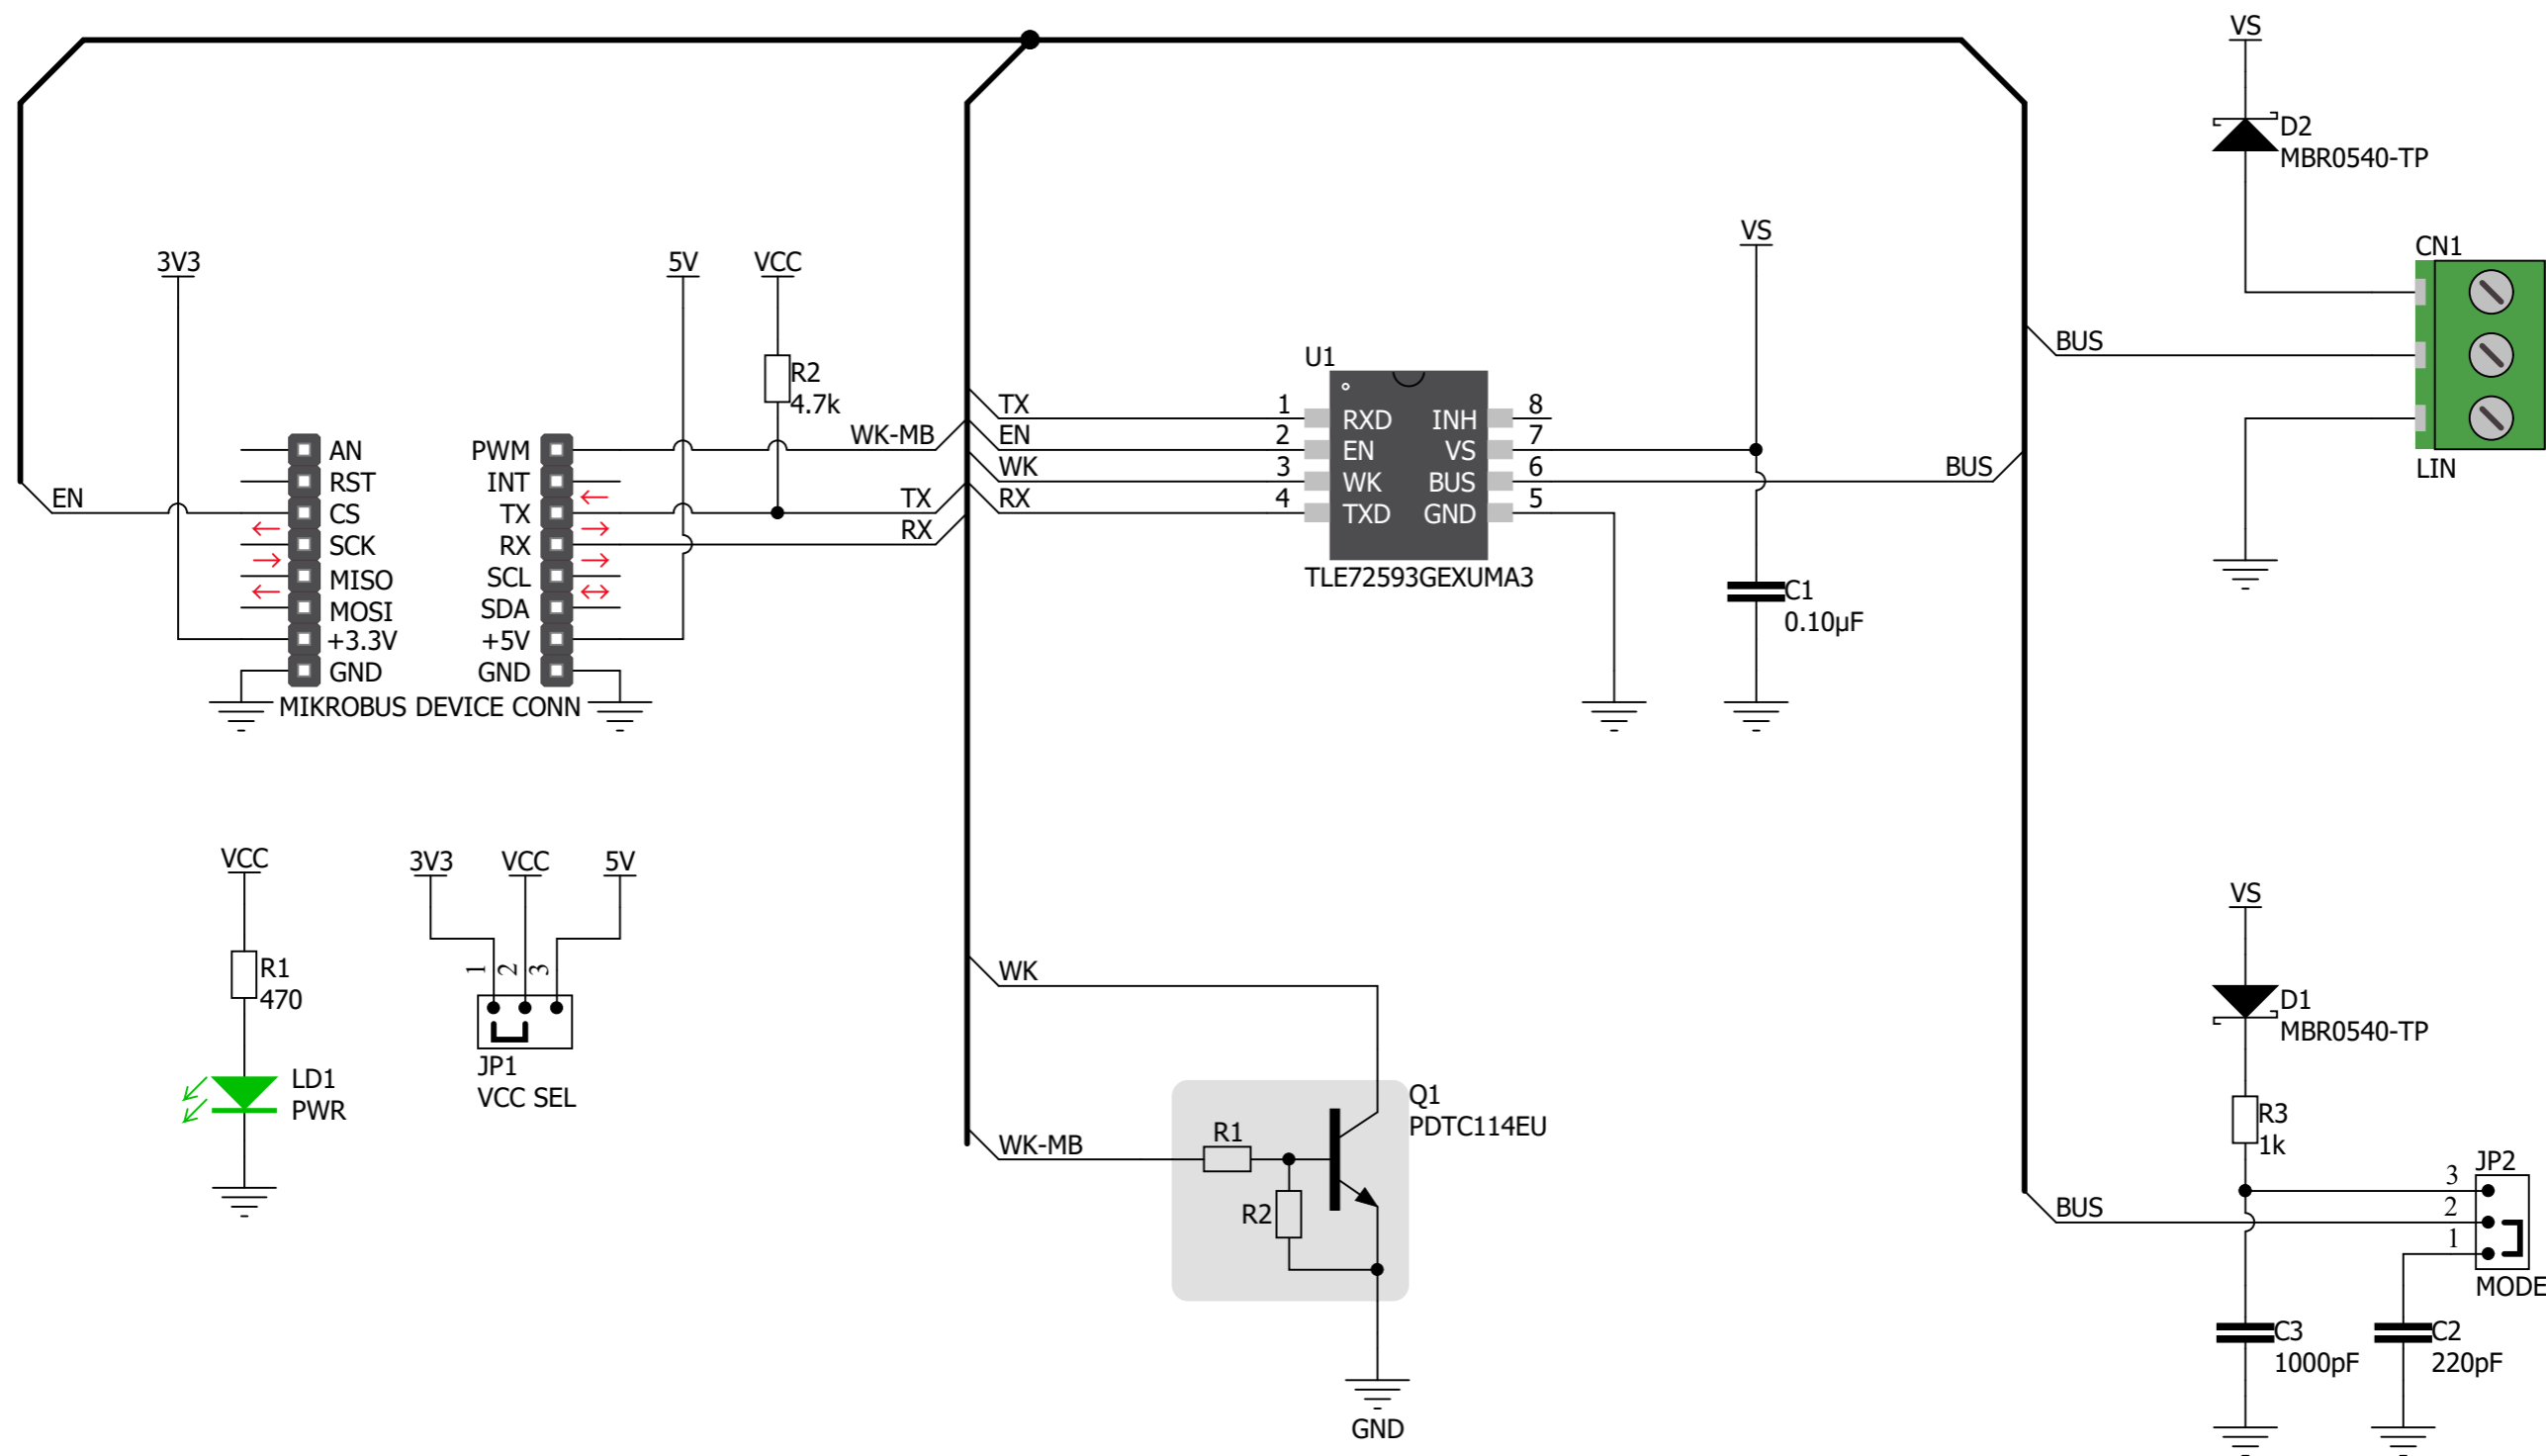 VS
D2
MBR0540-TP
CN1
BUS
LIN
3V3
5V
VCC
R2
4.7k
WK-MB
EN
TX
RX
AN
RST
CS
SCK
MISO
MOSI
+3.3V
GND
PWM
INT
TX
RX
SCL
SDA
+5V
GND
MIKROBUS DEVICE CONN
TX
EN
WK
RX
U1
1
2
3
4
RXD
EN
WK
TXD
INH
VS
BUS
GND
8
7
6
5
TLE72593GEXUMA3
VS
BUS
C1
0.10µF
VCC
R1
470
LD1
PWR
3V3
VCC
5V
1
2
3
JP1
VCC SEL
WK
WK-MB
R1
R2
Q1
PDTC114EU
GND
VS
D1
MBR0540-TP
R3
1k
BUS
JP2
3
2
1
MODE
C3
1000pF
C2
220pF